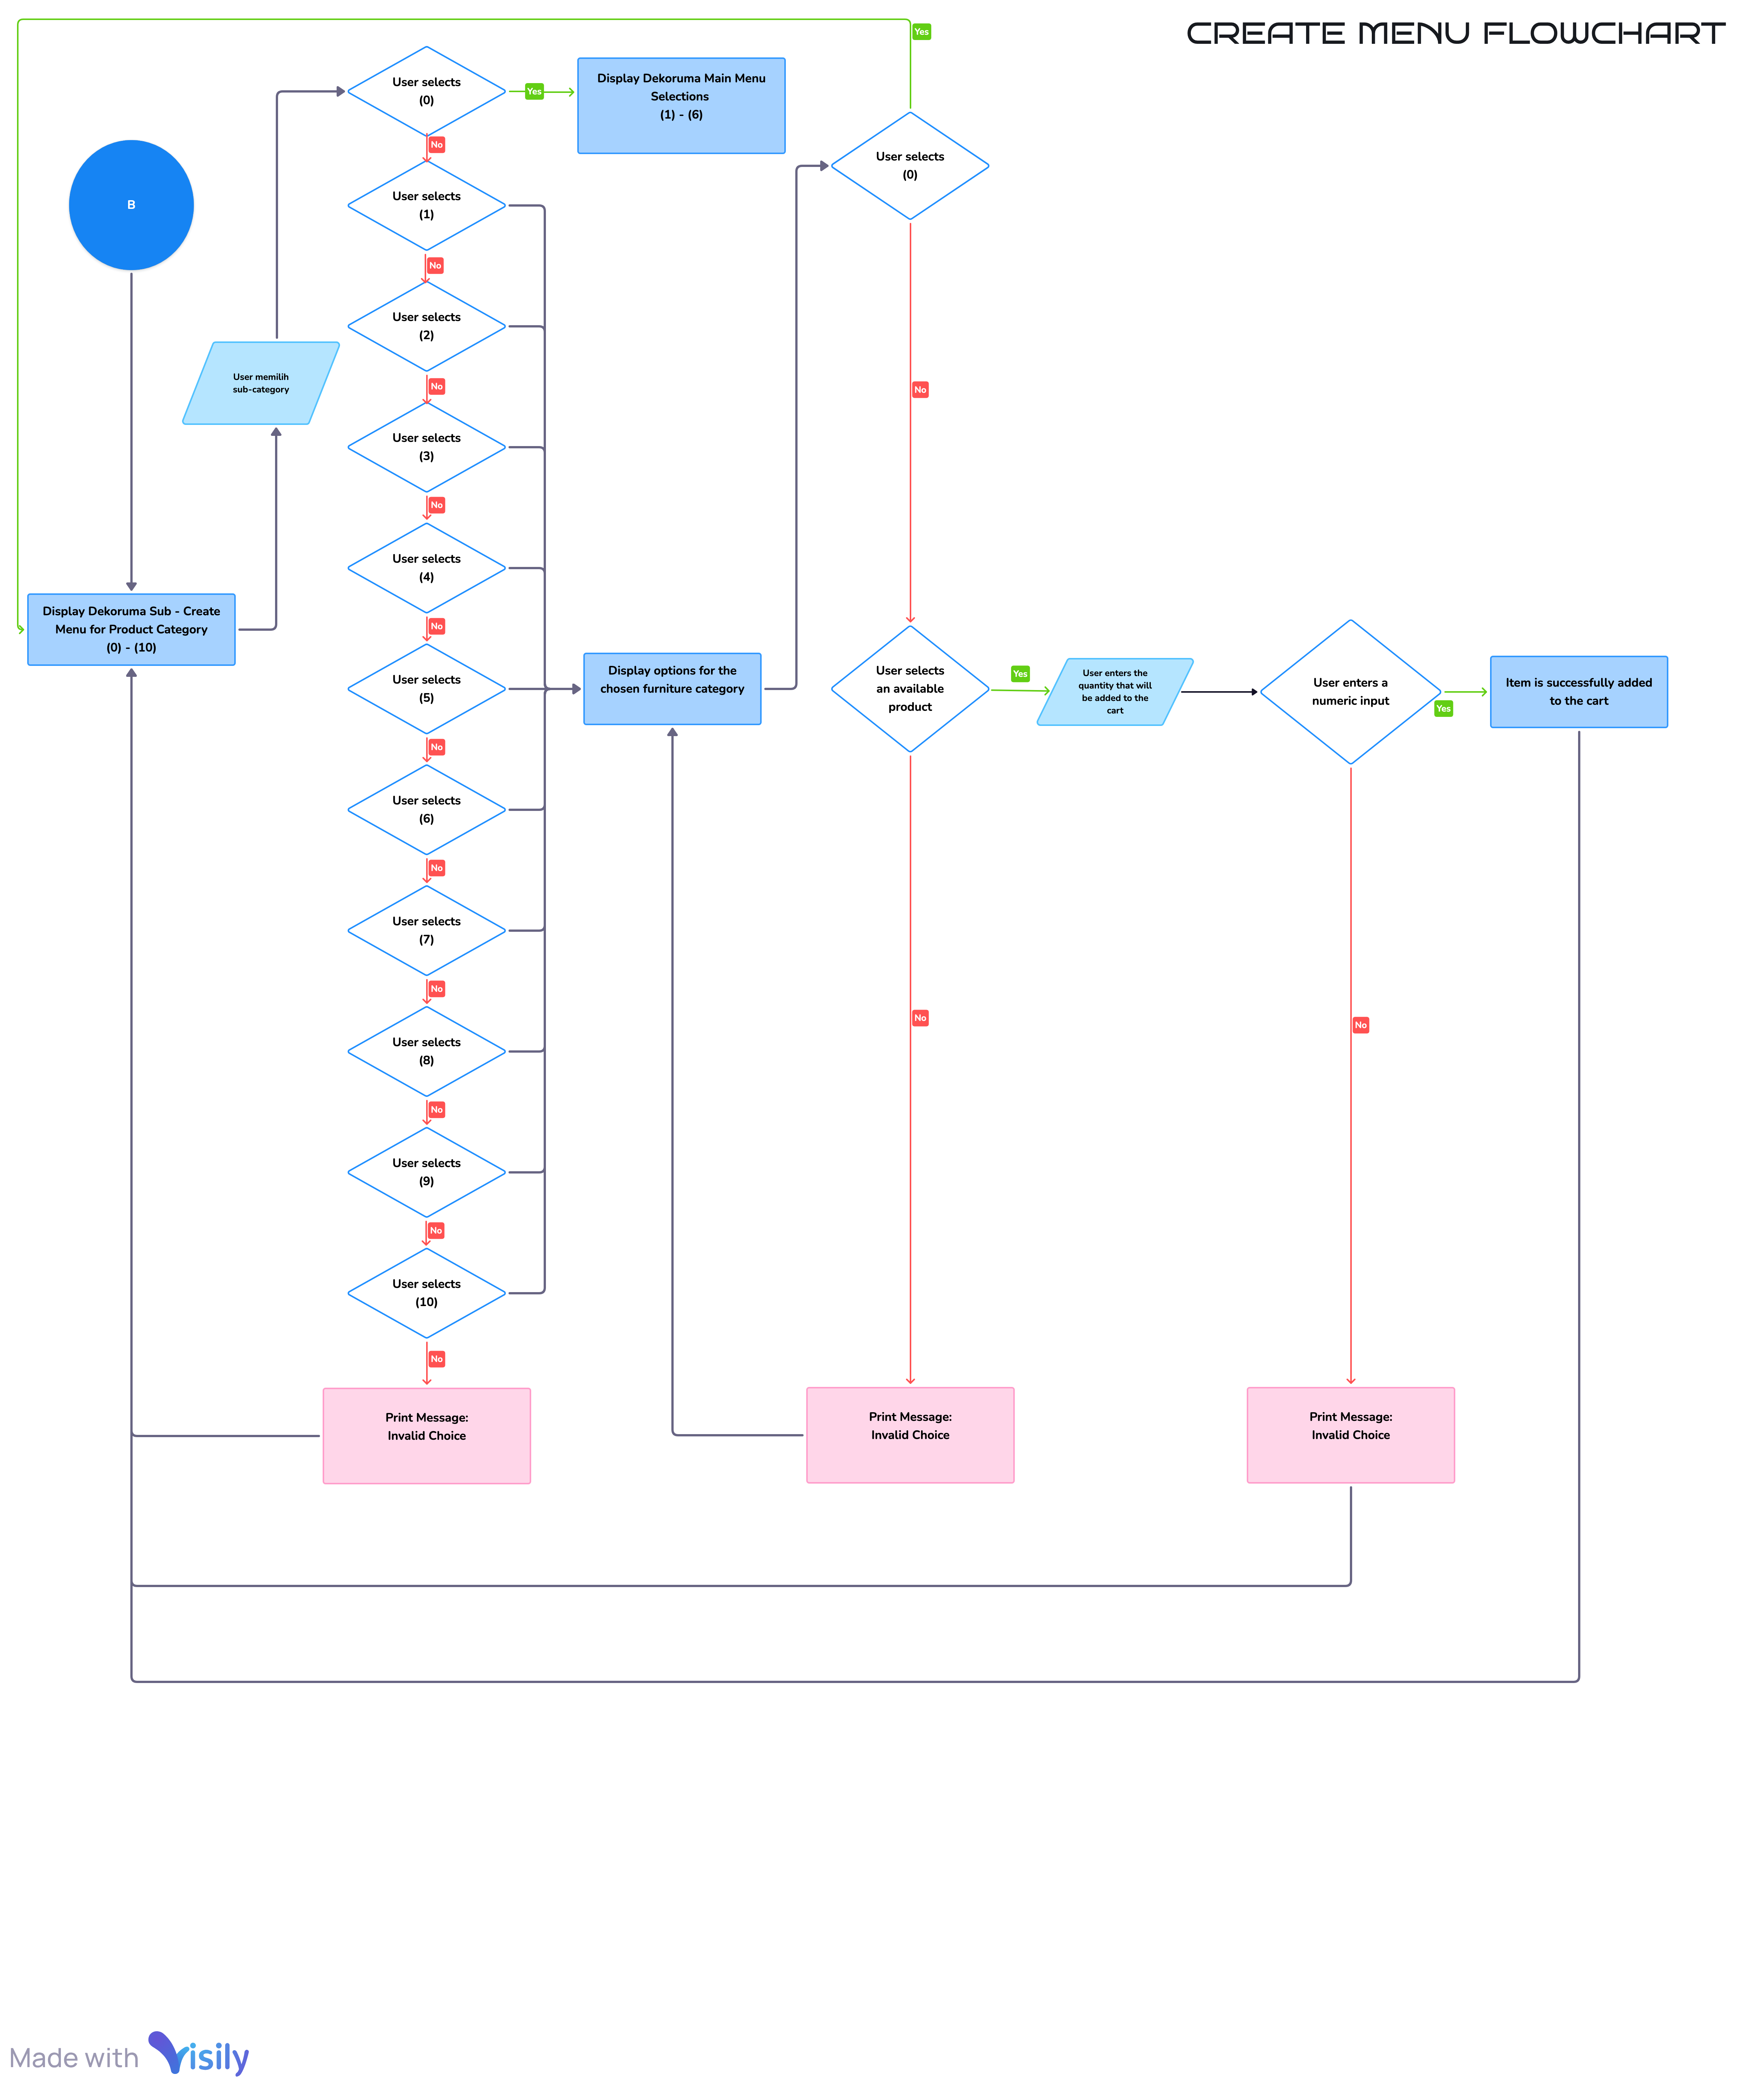 CREATE MENU FLOWCHART
Yes
User selects
(0)
Yes
Display Dekoruma Main Menu
Selections
(1) - (6)
No
User selects
(0)
B
User selects
(1)
No
User selects
(2)
User memilih
sub-category
No
No
User selects
(3)
No
User selects
(4)
No
Display Dekoruma Sub - Create
Menu for Product Category
(0) - (10)
User selects
(5)
Display options for the
chosen furniture category
User selects
an available
product
Yes
User enters the
quantity that will
be added to the
cart
User enters a
numeric input
Yes
Item is successfully added
to the cart
No
User selects
(6)
No
User selects
(7)
No
No
No
User selects
(8)
No
User selects
(9)
No
User selects
(10)
No
Print Message:
Invalid Choice
Print Message:
Invalid Choice
Print Message:
Invalid Choice
Made with Visily